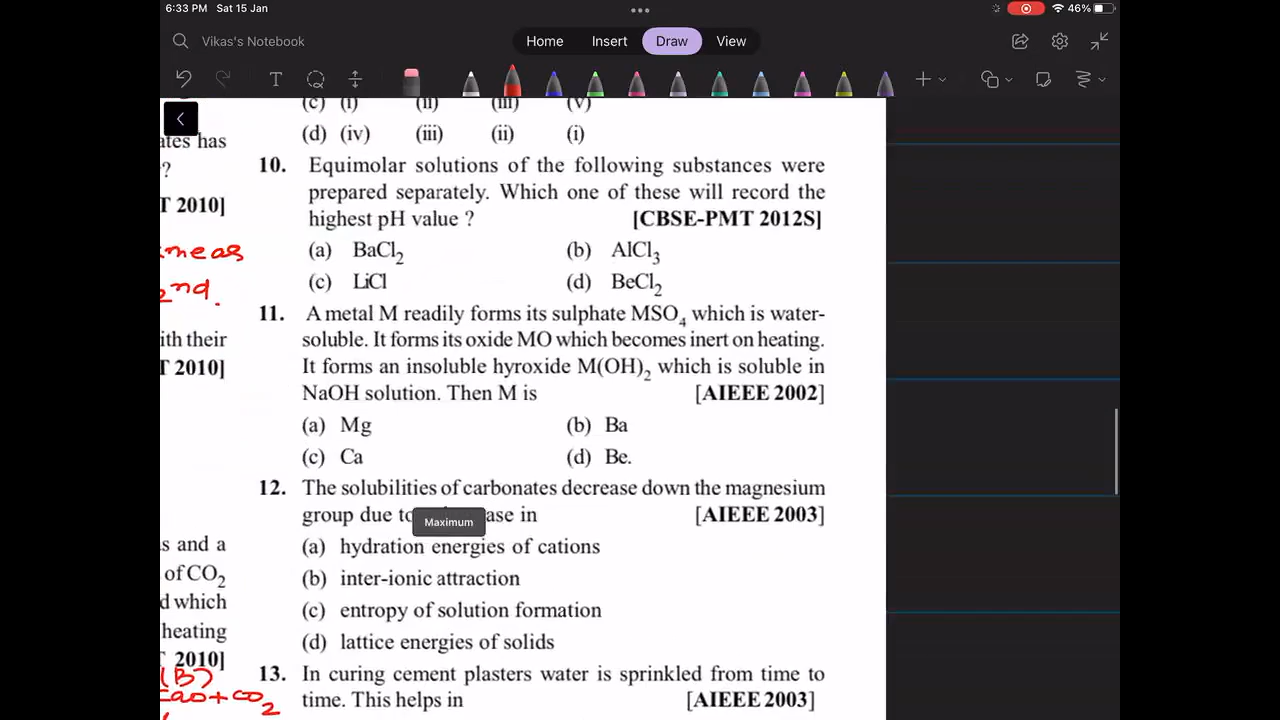 6:33 PM Sat 15 Jan
46%
Vikas's Notebook
Home Insert Draw View
T
ates has
?
T 2010]
meas
2nd.
ith their
T 2010]
s and a
of CO2
d which
heating
2010]
(B)
CaO+CO2
(c) (i) (ii) (iii) (v)
(d) (iv) (iii) (ii) (i)
10. Equimolar solutions of the following substances were
prepared separately. Which one of these will record the
highest pH value ? [CBSE-PMT 2012S]
(a) BaCl2 (b) AlCl3
(c) LiCl (d) BeCl2
11. A metal M readily forms its sulphate MSO4 which is water-
soluble. It forms its oxide MO which becomes inert on heating.
It forms an insoluble hyroxide M(OH)2 which is soluble in
NaOH solution. Then M is [AIEEE 2002]
(a) Mg (b) Ba
(c) Ca (d) Be.
12. The solubilities of carbonates decrease down the magnesium
group due to ase in [AIEEE 2003]
Maximum
(a) hydration energies of cations
(b) inter-ionic attraction
(c) entropy of solution formation
(d) lattice energies of solids
13. In curing cement plasters water is sprinkled from time to
time. This helps in [AIEEE 2003]